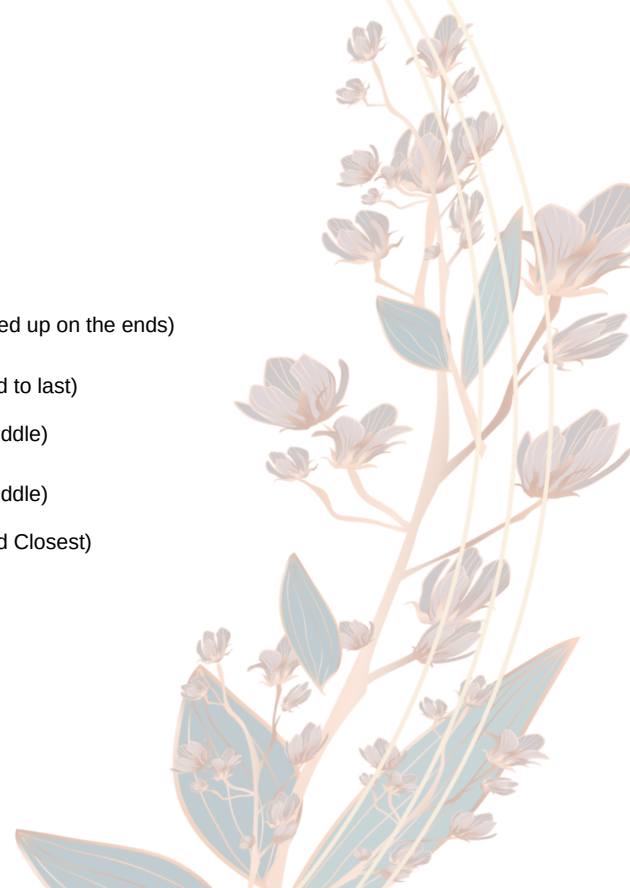 ed up on the ends)
d to last)
ddle)
ddle)
d Closest)